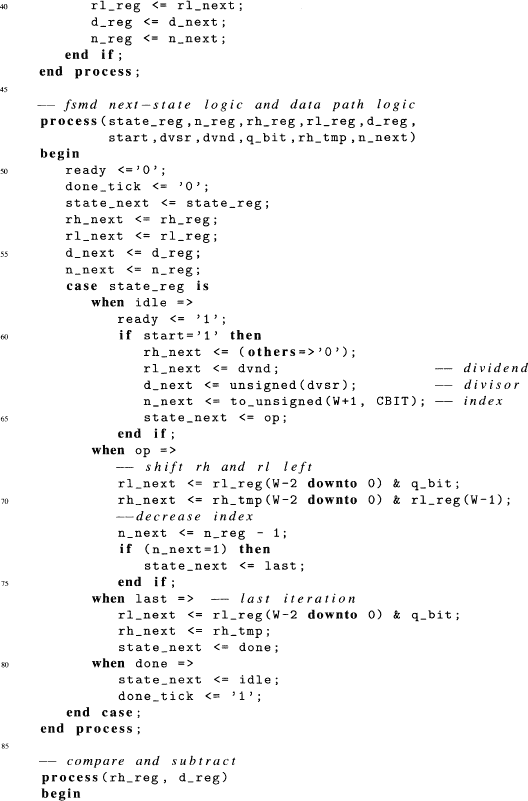 40 rl_reg <= rl_next;
d_reg <= d_next;
n_reg <= n_next;
end if;
end process;
45
-- fsmd next-state logic and data path logic
process(state_reg,n_reg,rh_reg,rl_reg,d_reg,
start,dvsr,dvnd,q_bit,rh_tmp,n_next)
begin
50 ready <='0';
done_tick <= '0';
state_next <= state_reg;
rh_next <= rh_reg;
rl_next <= rl_reg;
55 d_next <= d_reg;
n_next <= n_reg;
case state_reg is
when idle =>
ready <= '1';
60 if start='1' then
rh_next <= (others=>'0');
rl_next <= dvnd; -- dividend
d_next <= unsigned(dvsr); -- divisor
n_next <= to_unsigned(W+1, CBIT); -- index
65 state_next <= op;
end if;
when op =>
-- shift rh and rl left
rl_next <= rl_reg(W-2 downto 0) & q_bit;
70 rh_next <= rh_tmp(W-2 downto 0) & rl_reg(W-1);
--decrease index
n_next <= n_reg - 1;
if (n_next=1) then
state_next <= last;
75 end if;
when last => -- last iteration
rl_next <= rl_reg(W-2 downto 0) & q_bit;
rh_next <= rh_tmp;
state_next <= done;
80 when done =>
state_next <= idle;
done_tick <= '1';
end case;
end process;
85
-- compare and subtract
process(rh_reg, d_reg)
begin